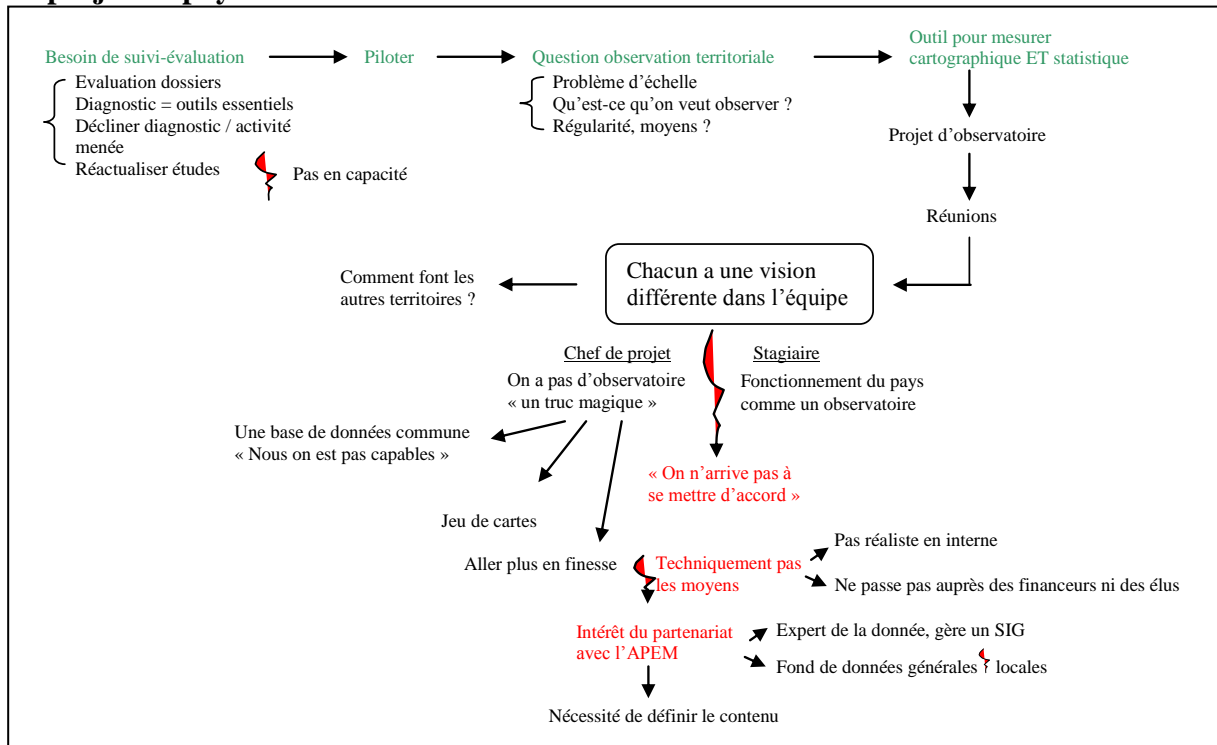 Besoin de suivi-évaluation
Piloter
Question observation territoriale
Outil pour mesurer
cartographique ET statistique
Evaluation dossiers
Diagnostic = outils essentiels
Décliner diagnostic / activité
menée
Réactualiser études
Pas en capacité
Problème d'échelle
Qu'est-ce qu'on veut observer ?
Régularité, moyens ?
Projet d'observatoire
Réunions
Chacun a une vision
différente dans l'équipe
Comment font les
autres territoires ?
Chef de projet
On a pas d'observatoire
« un truc magique »
Stagiaire
Fonctionnement du pays
comme un observatoire
Une base de données commune
« Nous on est pas capables »
« On n'arrive pas à
se mettre d'accord »
Jeu de cartes
Aller plus en finesse
Techniquement pas
les moyens
Pas réaliste en interne
Ne passe pas auprès des financeurs ni des élus
Intérêt du partenariat
avec l'APEM
Expert de la donnée, gère un SIG
Fond de données générales locales
Nécessité de définir le contenu